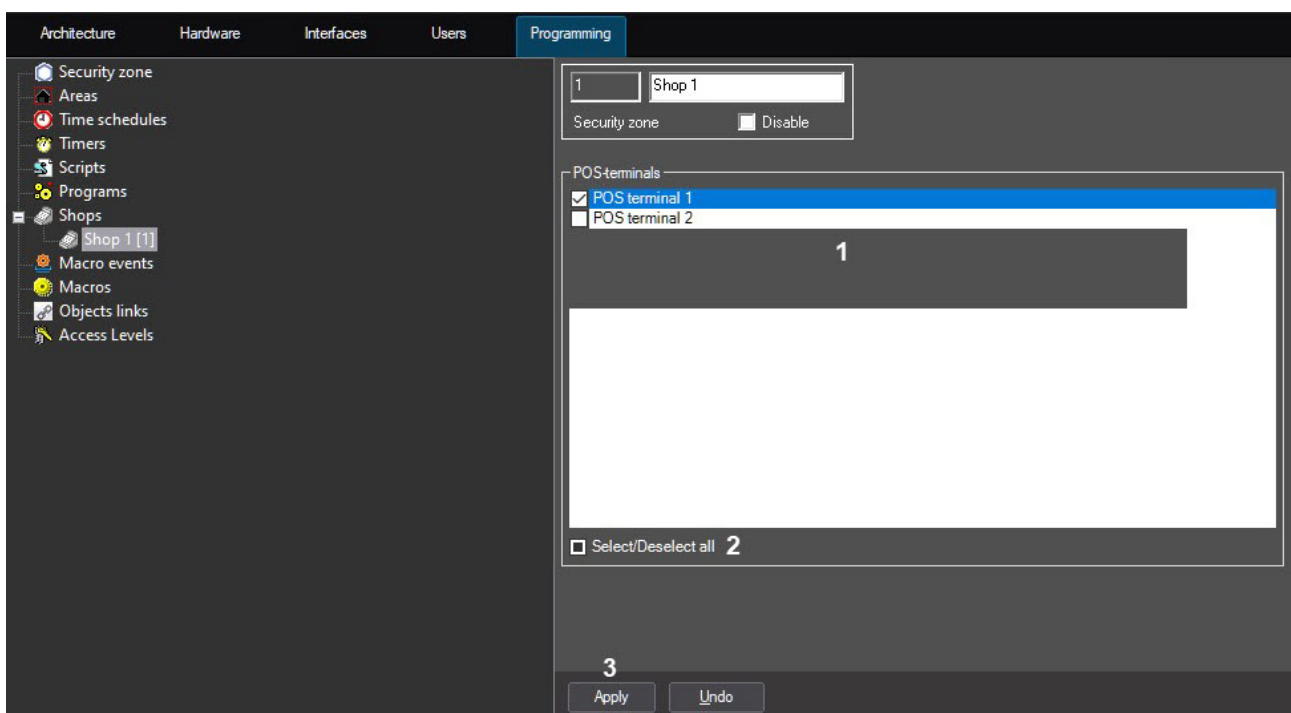 Architecture Hardware Interfaces Users Programming
Security zone
Areas
Time schedules
Timers
Scripts
Programs
Shops
Shop 1 [1]
Macro events
Macros
Objects links
Access Levels
1 Shop 1
Security zone Disable
POS-terminals
POS terminal 1
POS terminal 2
1
Select/Deselect all 2
3
Apply Undo